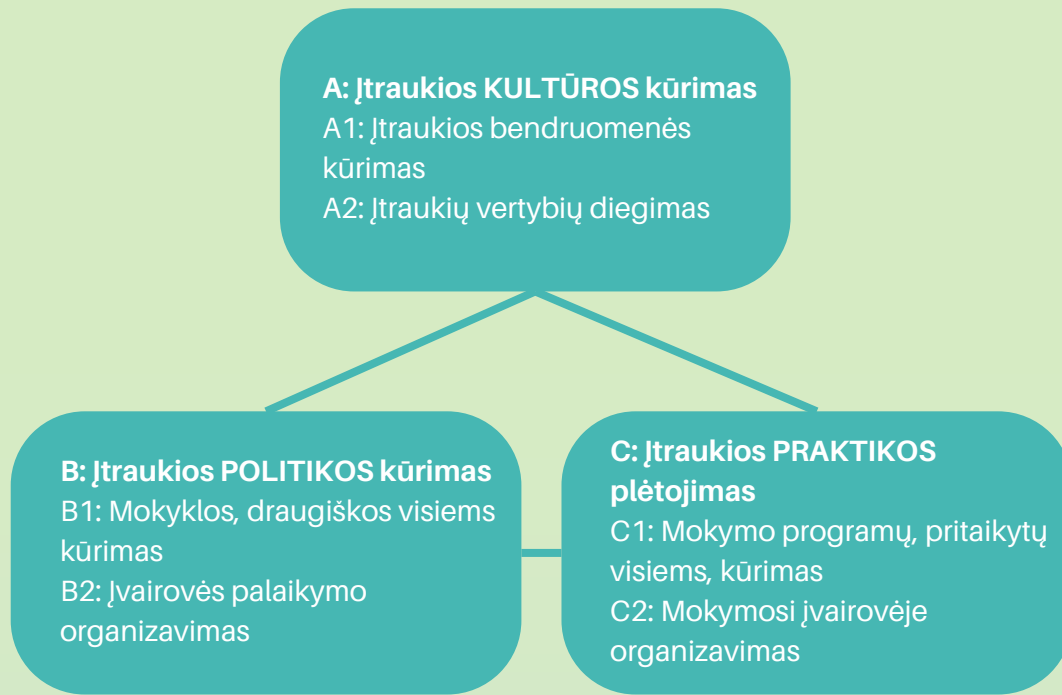 A: Įtraukios KULTŪROS kūrimas
A1: Įtraukios bendruomenės
kūrimas
A2: Įtraukių vertybių diegimas
B: Įtraukios POLITIKOS kūrimas
B1: Mokyklos, draugiškos visiems
kūrimas
B2: Įvairovės palaikymo
organizavimas
C: Įtraukios PRAKTIKOS
plėtojimas
C1: Mokymo programų, pritaikytų
visiems, kūrimas
C2: Mokymosi įvairovėje
organizavimas